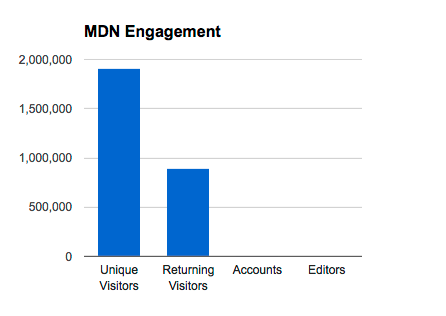 MDN Engagement
2,000,000
1,500,000
1,000,000
500,000
0
Unique Visitors
Returning Visitors
Accounts
Editors